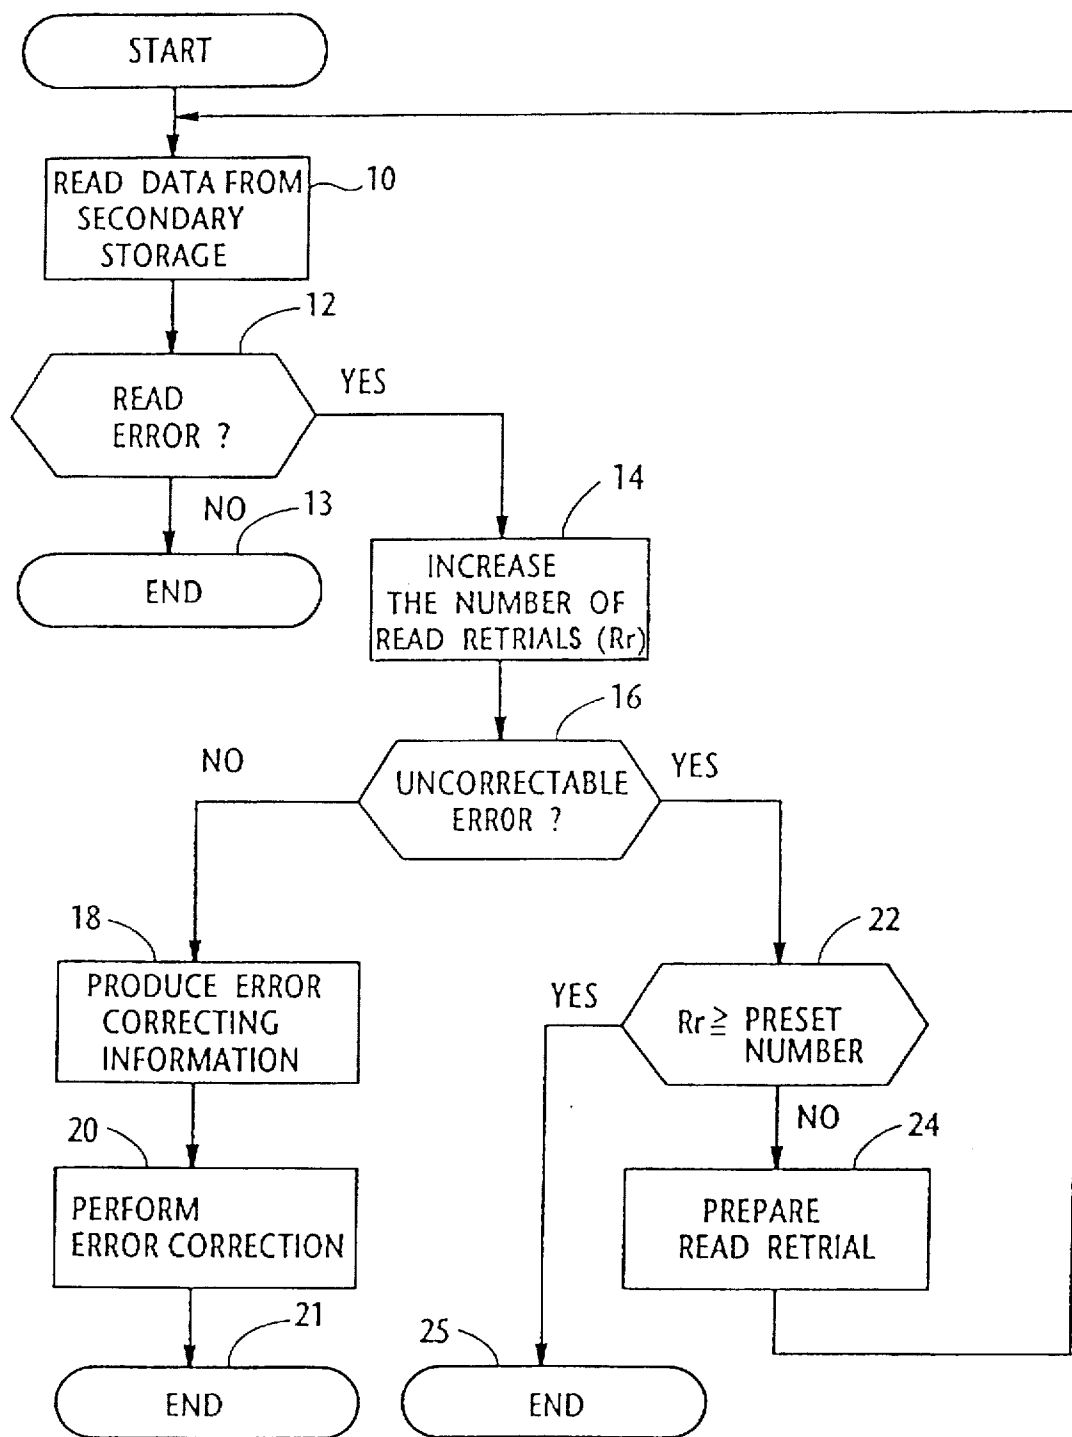 START
READ DATA FROM
SECONDARY
STORAGE
10
12
READ
ERROR ?
YES
NO
13
END
14
INCREASE
THE NUMBER OF
READ RETRIALS (Rr)
16
NO
UNCORRECTABLE
ERROR ?
YES
18
PRODUCE ERROR
CORRECTING
INFORMATION
22
YES
Rr ≧ PRESET
NUMBER
NO
20
PERFORM
ERROR CORRECTION
24
PREPARE
READ RETRIAL
21
END
25
END